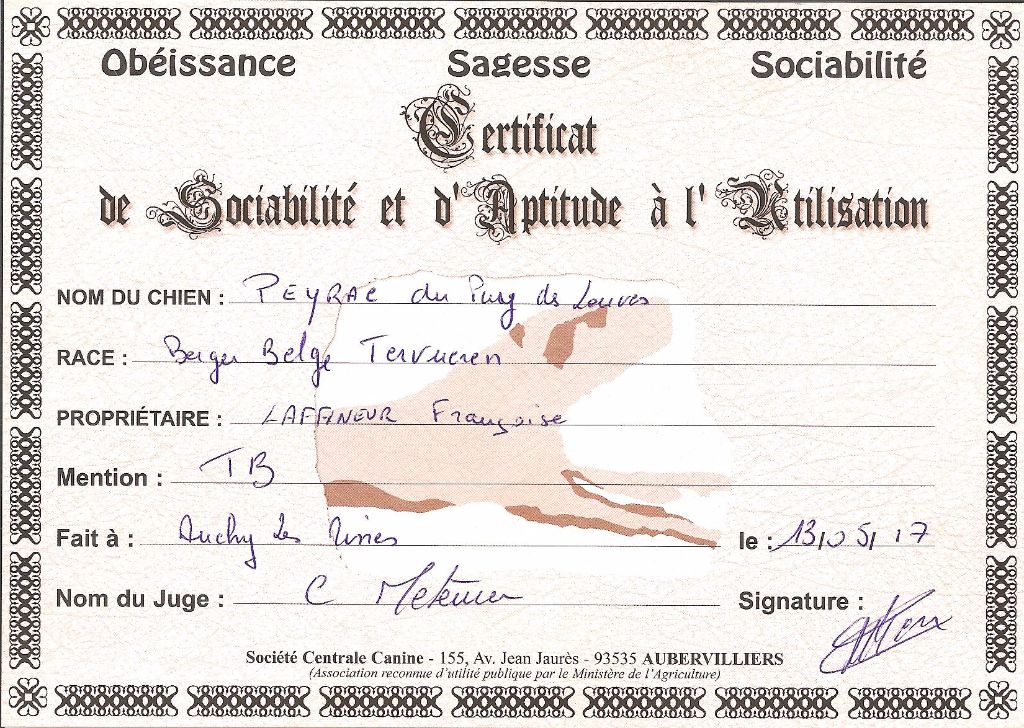 Obéissance Sagesse Sociabilité
Certificat
de Sociabilité et d'Aptitude à l'Utilisation
NOM DU CHIEN : PEYRAC du Puy des Louves
RACE : Berger Belge Tervueren
PROPRIÉTAIRE : LAFFINEUR Françoise
Mention : TB
Fait à : Auchy les Mines le : 13/05/17
Nom du Juge : C Signature :
Société Centrale Canine - 155, Av. Jean Jaurès - 93535 AUBERVILLIERS
(Association reconnue d'utilité publique par le Ministère de l'Agriculture)